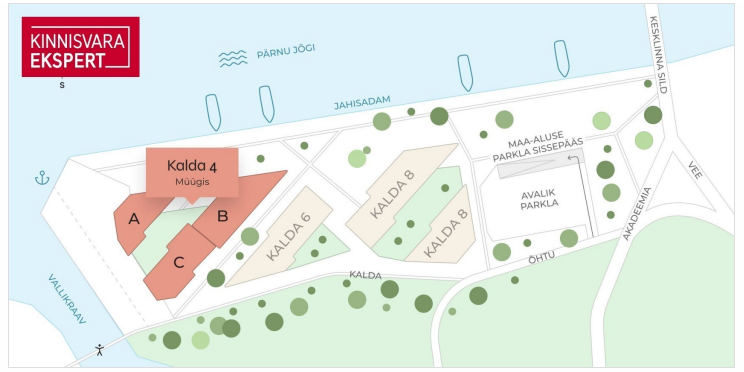 KINNISVARA
EKSPERT
S
PÄRNU JÕGI
JAHISADAM
KESKLINNA SILD
Kalda 4
Müügis
MAA-ALUSE
PARKLA SISSEPÄÄS
VEE
A
B
C
KALDA 6
KALDA 8
KALDA 8
AVALIK
PARKLA
AKADEEMIA
ÕHTU
KALDA
VALLIKRAAV